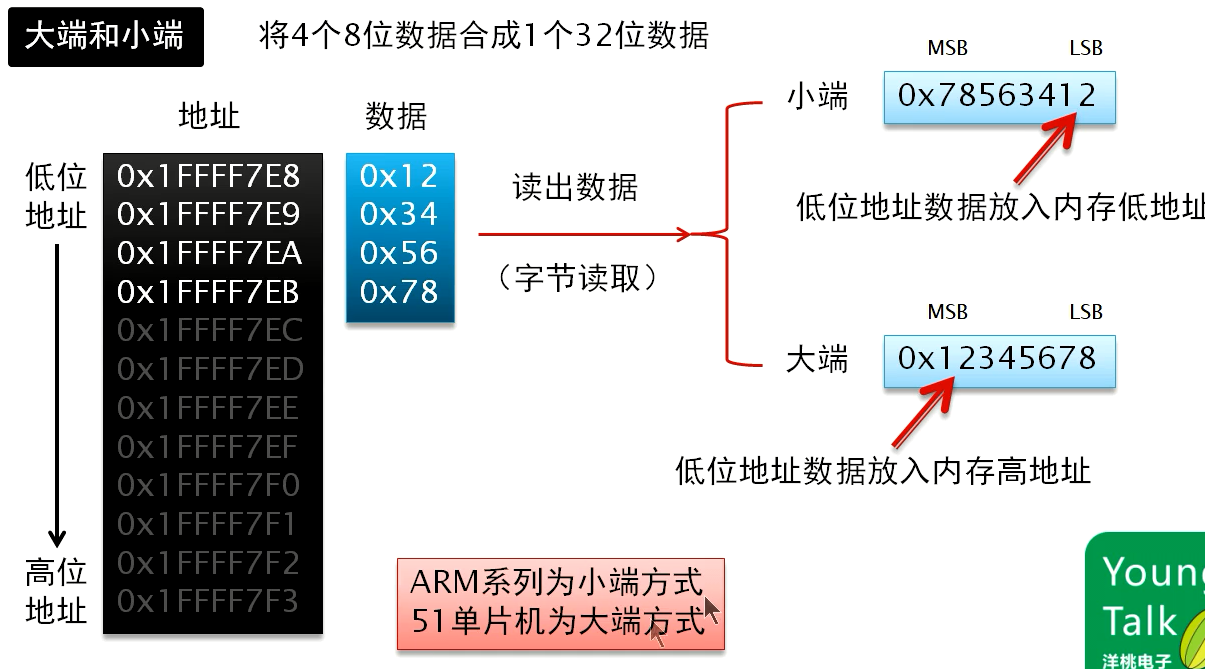 大端和小端
将4个8位数据合成1个32位数据
地址
数据
低位
地址
0x1FFFF7E8
0x12
0x1FFFF7E9
0x34
0x1FFFF7EA
0x56
0x1FFFF7EB
0x78
0x1FFFF7EC
0x1FFFF7ED
0x1FFFF7EE
0x1FFFF7EF
0x1FFFF7F0
0x1FFFF7F1
0x1FFFF7F2
0x1FFFF7F3
高位
地址
读出数据
（字节读取）
MSB LSB
小端
0x78563412
低位地址数据放入内存低地址
MSB LSB
大端
0x12345678
低位地址数据放入内存高地址
ARM系列为小端方式
51单片机为大端方式
Young
Talk
洋桃电子